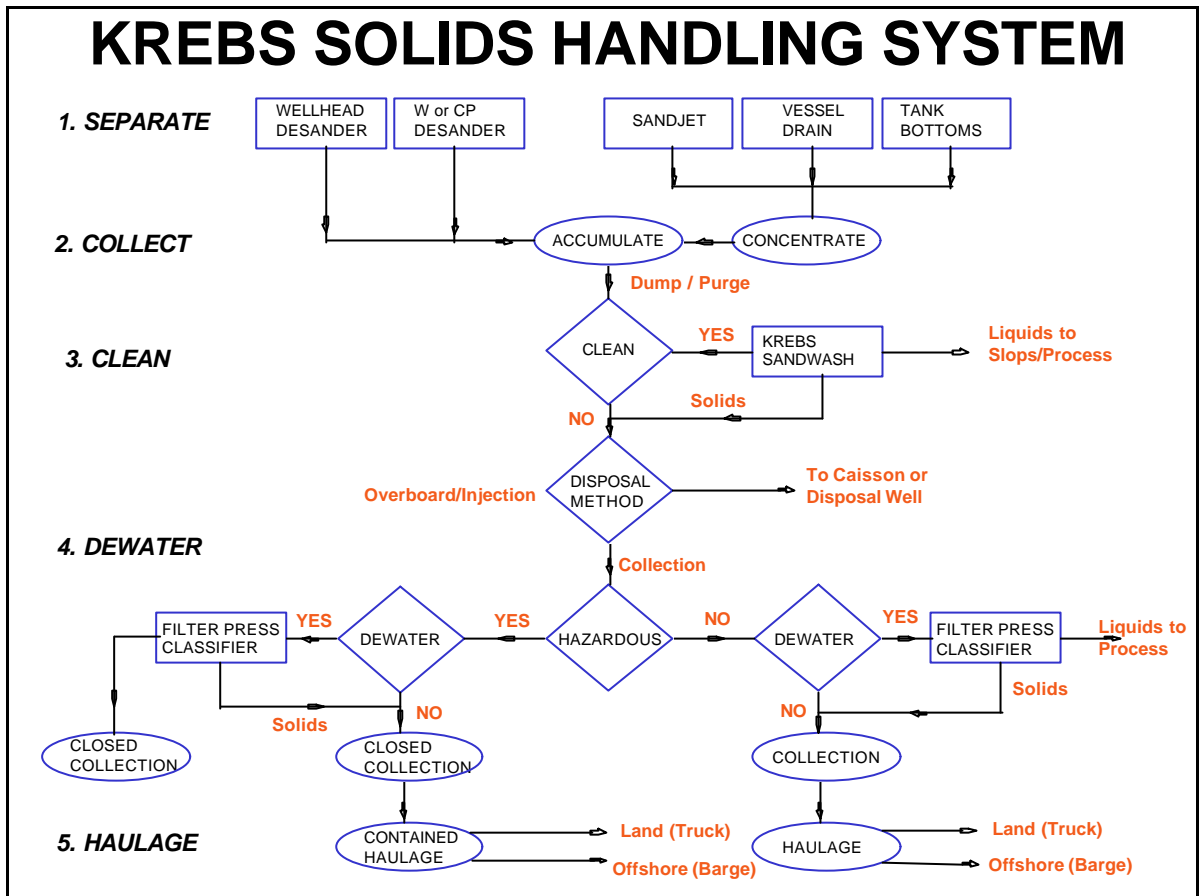 KREBS SOLIDS HANDLING SYSTEM
1. SEPARATE
WELLHEAD
DESANDER
W or CP
DESANDER
SANDJET
VESSEL
DRAIN
TANK
BOTTOMS
2. COLLECT
ACCUMULATE
CONCENTRATE
Dump / Purge
3. CLEAN
CLEAN
YES
KREBS
SANDWASH
Liquids to
Slops/Process
Solids
NO
Overboard/Injection
DISPOSAL
METHOD
To Caisson or
Disposal Well
4. DEWATER
Collection
FILTER PRESS
CLASSIFIER
YES
DEWATER
YES
HAZARDOUS
NO
DEWATER
YES
FILTER PRESS
CLASSIFIER
Liquids to
Process
Solids
NO
NO
Solids
CLOSED
COLLECTION
CLOSED
COLLECTION
COLLECTION
5. HAULAGE
CONTAINED
HAULAGE
Land (Truck)
Offshore (Barge)
HAULAGE
Land (Truck)
Offshore (Barge)